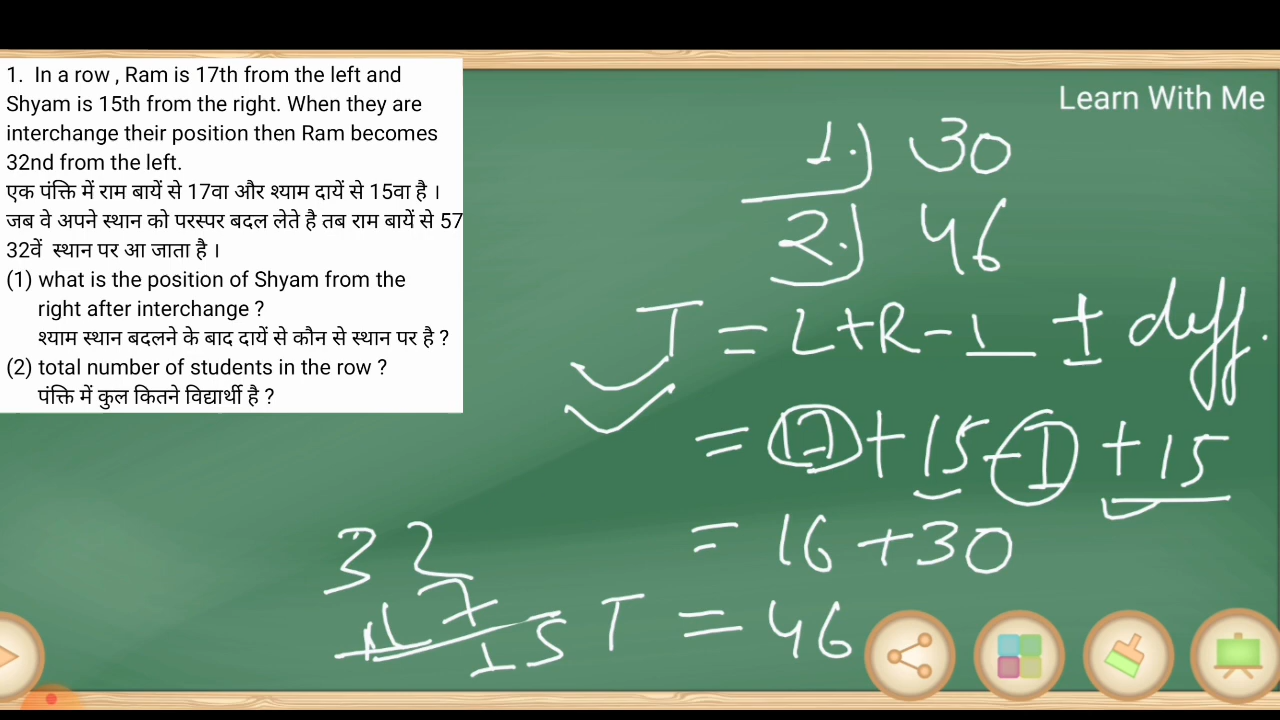 1. In a row , Ram is 17th from the left and
Shyam is 15th from the right. When they are
interchange their position then Ram becomes
32nd from the left.
एक पंक्ति में राम बायें से 17वा और श्याम दायें से 15वा है ।
जब वे अपने स्थान को परस्पर बदल लेते है तब राम बायें से 57
32वें स्थान पर आ जाता है ।
(1) what is the position of Shyam from the
right after interchange ?
श्याम स्थान बदलने के बाद दायें से कौन से स्थान पर है ?
(2) total number of students in the row ?
पंक्ति में कुल कितने विद्यार्थी है ?
Learn With Me
1.) 30
2.) 46
T = L+R-1 ± diff.
= 17+15-1 +15
= 16+30
T = 46
32
17
15